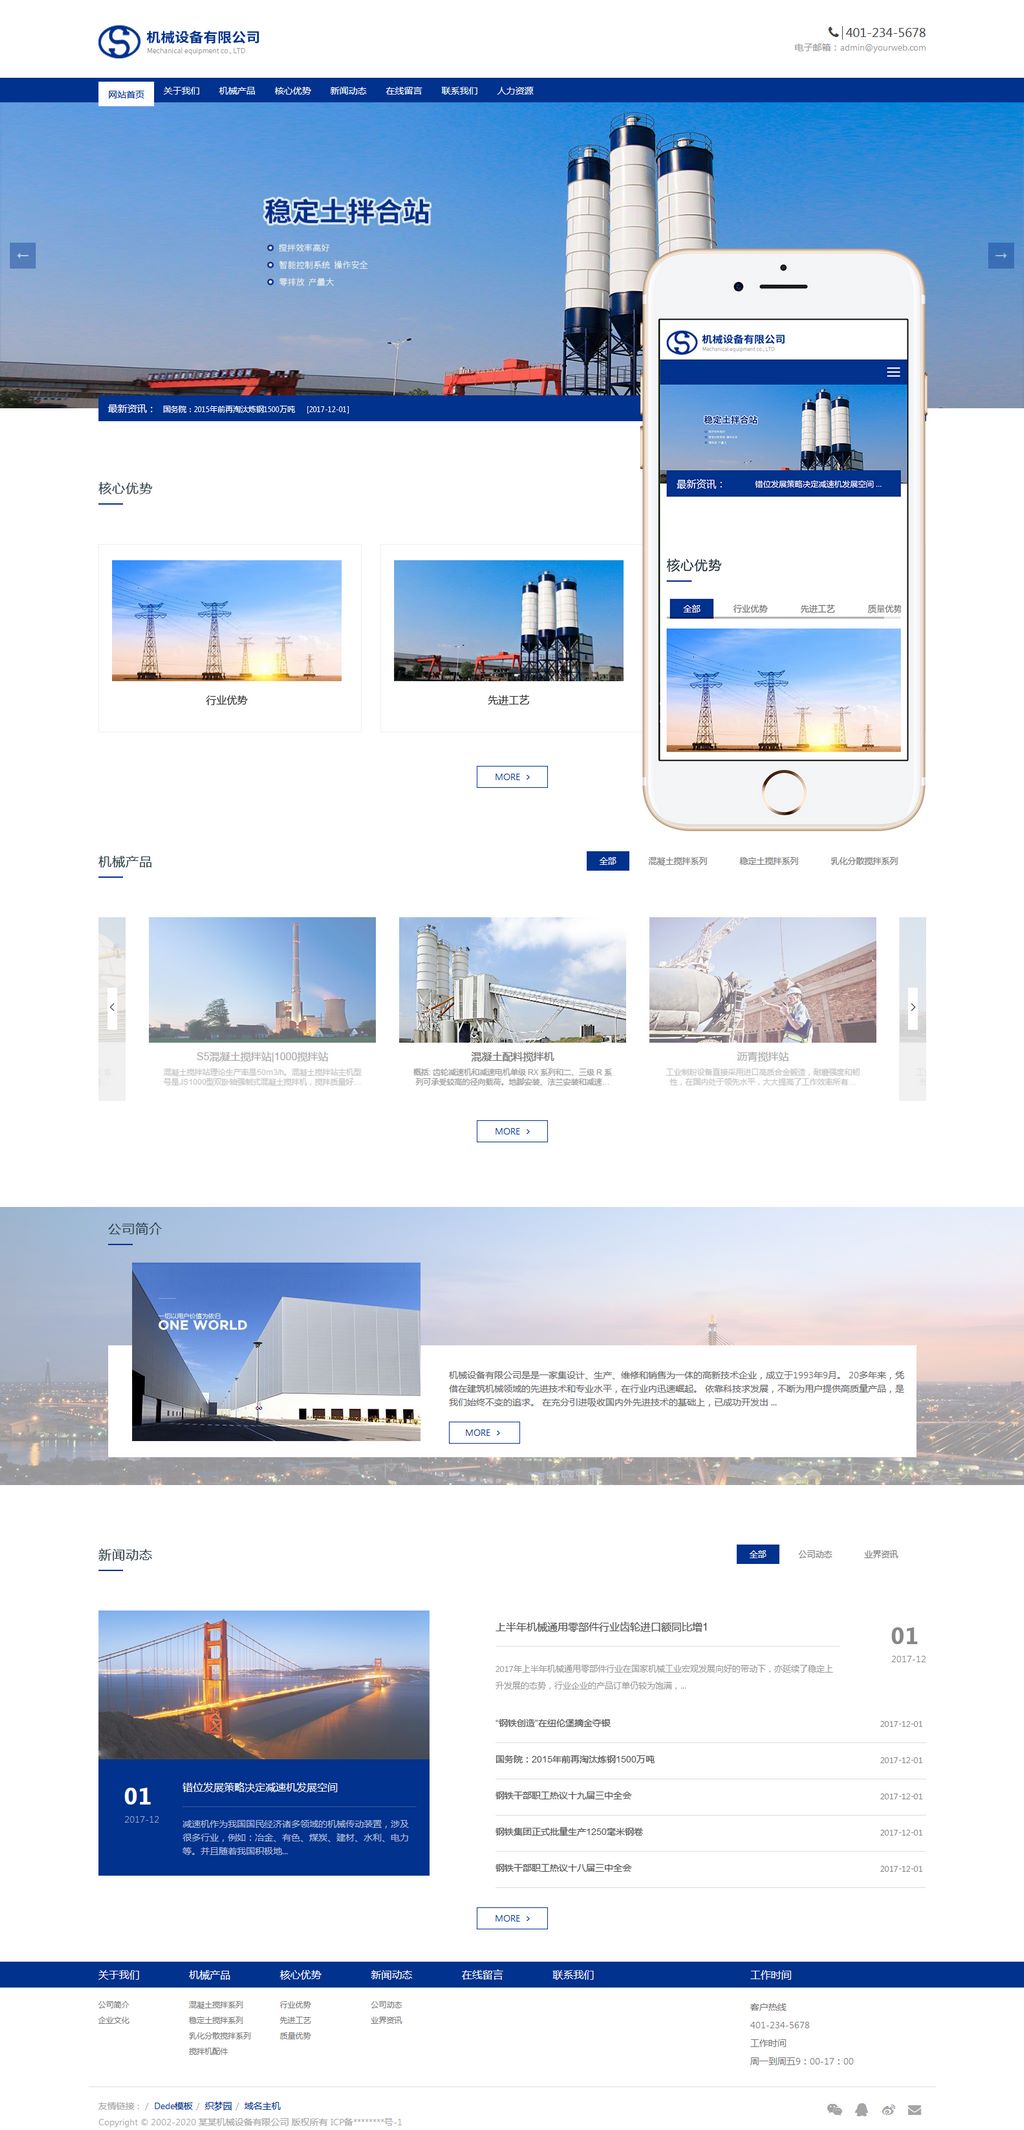 机械设备有限公司
Mechanical equipment co., LTD
401-234-5678
电子邮箱：admin@yourweb.com
网站首页 关于我们 机械产品 核心优势 新闻动态 在线留言 联系我们 人力资源
稳定土拌合站
搅拌效率高好
智能控制系统 操作安全
零排放 产量大
最新资讯： 国务院：2015年前再淘汰炼钢1500万吨 [2017-12-01]
机械设备有限公司
Mechanical equipment co., LTD
稳定土拌合站
最新资讯： 错位发展策略决定减速机发展空间 ...
核心优势
全部 行业优势 先进工艺 质量优势
核心优势
行业优势
先进工艺
MORE >
机械产品
全部 混凝土搅拌系列 稳定土搅拌系列 乳化分散搅拌系列
S5混凝土搅拌站|1000搅拌站
混凝土搅拌站理论生产率是50m3/h。混凝土搅拌站主机型
号是JS1000型双卧轴强制式混凝土搅拌机，搅拌质量好...
混凝土配料搅拌机
概括: 齿轮减速机和减速电机单级 RX 系列和二、三级 R 系
列可承受较高的径向载荷。地脚安装、法兰安装和减速...
沥青搅拌站
工业制粉设备直接采用进口高质合金锻造，耐磨强度和韧
性，在国内处于领先水平，大大提高了工作效率所有...
MORE >
公司简介
一切以用户价值为依归
ONE WORLD
机械设备有限公司是是一家集设计、生产、维修和销售为一体的高新技术企业，成立于1993年9月。 20多年来，凭
借在建筑机械领域的先进技术和专业水平，在行业内迅速崛起。 依靠科技求发展，不断为用户提供高质量产品，是
我们始终不变的追求。 在充分引进吸收国内外先进技术的基础上，已成功开发出 ...
MORE >
新闻动态
全部 公司动态 业界资讯
01
2017-12
错位发展策略决定减速机发展空间
减速机作为我国国民经济诸多领域的机械传动装置，涉及
很多行业，例如：冶金、有色、煤炭、建材、水利、电力
等。并且随着我国积极地...
上半年机械通用零部件行业齿轮进口额同比增1
01
2017-12
2017年上半年机械通用零部件行业在国家机械工业宏观发展向好的带动下，亦延续了稳定上
升发展的态势，行业企业的产品订单仍较为饱满，...
“钢铁创造”在纽伦堡摘金夺银 2017-12-01
国务院：2015年前再淘汰炼钢1500万吨 2017-12-01
钢铁干部职工热议十九届三中全会 2017-12-01
钢铁集团正式批量生产1250毫米钢卷 2017-12-01
钢铁干部职工热议十八届三中全会 2017-12-01
MORE >
关于我们 机械产品 核心优势 新闻动态 在线留言 联系我们 工作时间
公司简介 混凝土搅拌系列 行业优势 公司动态 客户热线
企业文化 稳定土搅拌系列 先进工艺 业界资讯 401-234-5678
乳化分散搅拌系列 质量优势 工作时间
搅拌机配件 周一到周五9：00-17：00
友情链接： / Dede模板 / 织梦园 / 域名主机
Copyright © 2002-2020 某某机械设备有限公司 版权所有 ICP备********号-1